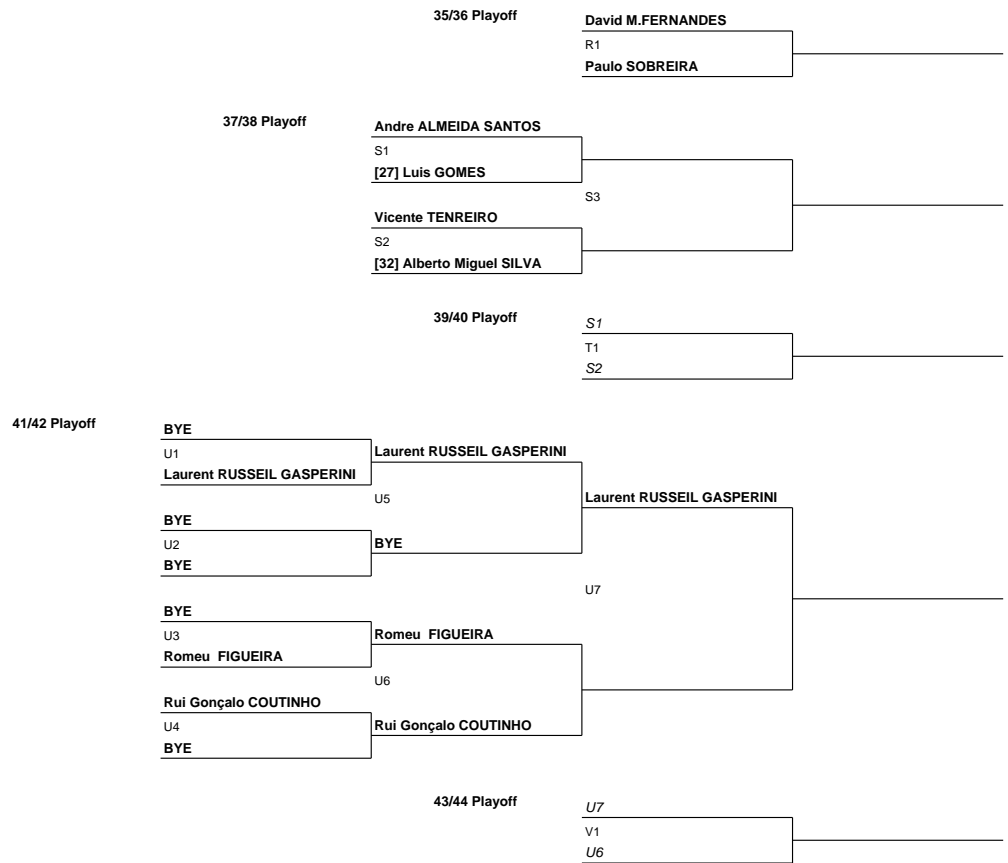 35/36 Playoff
David M.FERNANDES
R1
Paulo SOBREIRA
37/38 Playoff
Andre ALMEIDA SANTOS
S1
[27] Luis GOMES
S3
Vicente TENREIRO
S2
[32] Alberto Miguel SILVA
39/40 Playoff
S1
T1
S2
41/42 Playoff
BYE
U1
Laurent RUSSEIL GASPERINI
Laurent RUSSEIL GASPERINI
U5
Laurent RUSSEIL GASPERINI
BYE
U2
BYE
BYE
U7
BYE
U3
Romeu  FIGUEIRA
Romeu  FIGUEIRA
U6
Rui Gonçalo COUTINHO
U4
BYE
Rui Gonçalo COUTINHO
43/44 Playoff
U7
V1
U6